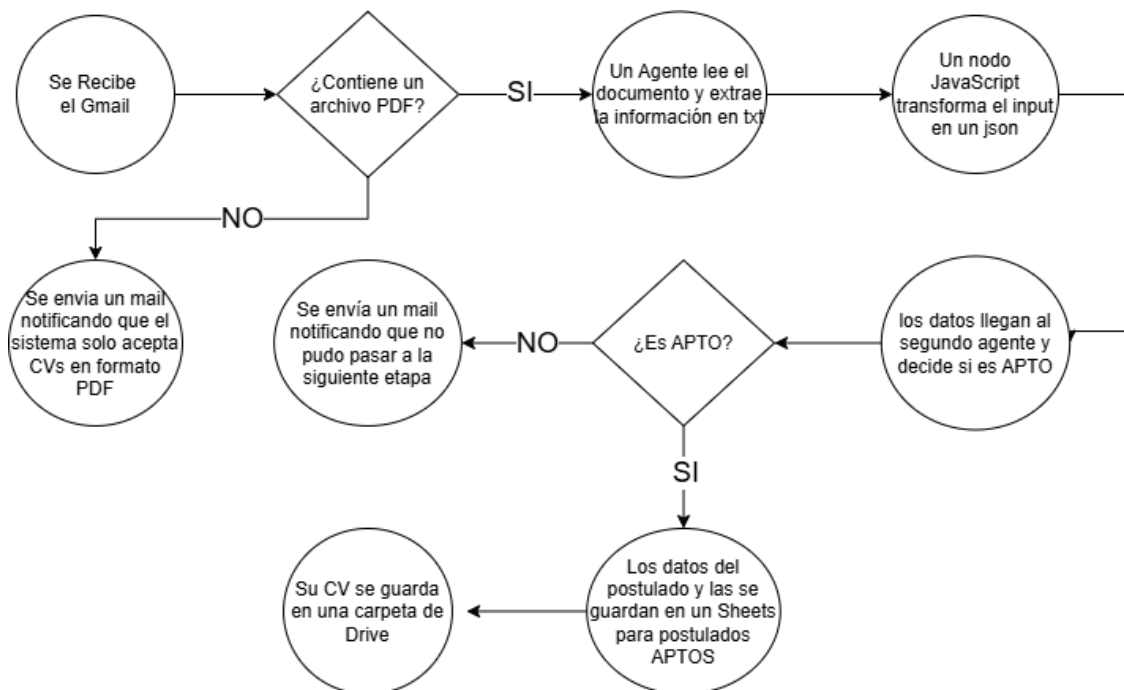 Se Recibe
el Gmail
¿Contiene un
archivo PDF?
SI
Un Agente lee el
documento y extrae
la información en txt
Un nodo
JavaScript
transforma el input
en un json
NO
Se envia un mail
notificando que el
sistema solo acepta
CVs en formato
PDF
Se envía un mail
notificando que no
pudo pasar a la
siguiente etapa
NO
¿Es APTO?
los datos llegan al
segundo agente y
decide si es APTO
SI
Su CV se guarda
en una carpeta de
Drive
Los datos del
postulado y las se
guardan en un Sheets
para postulados
APTOS